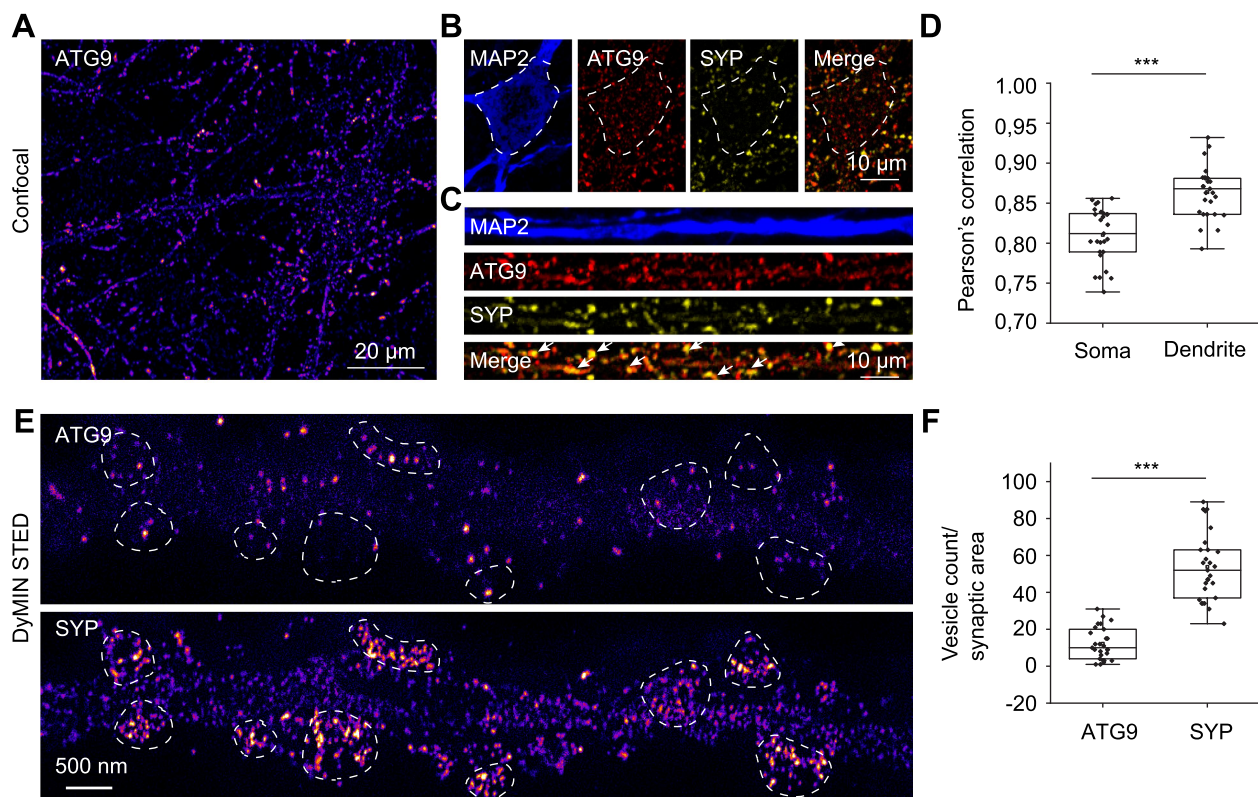 A
ATG9
Confocal
20 µm
B
MAP2
ATG9
SYP
Merge
10 µm
C
MAP2
ATG9
SYP
Merge
10 µm
D
***
Pearson's correlation
1.00
0,95
0,90
0,85
0,80
0,75
0,70
Soma
Dendrite
E
DyMIN STED
ATG9
SYP
500 nm
F
***
Vesicle count/
synaptic area
100
80
60
40
20
0
-20
ATG9
SYP